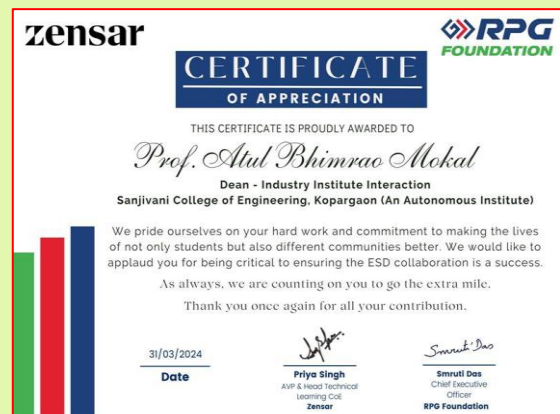 zensar
RPG
FOUNDATION
CERTIFICATE
OF APPRECIATION
THIS CERTIFICATE IS PROUDLY AWARDED TO
Prof. Atul Bhimrao Mokal
Dean - Industry Institute Interaction
Sanjivani College of Engineering, Kopargaon (An Autonomous Institute)
We pride ourselves on your hard work and commitment to making the lives
of not only students but also different communities better. We would like to
applaud you for being critical to ensuring the ESD collaboration is a success.
As always, we are counting on you to go the extra mile.
Thank you once again for all your contribution.
31/03/2024
Date
Priya Singh
AVP & Head Technical
Learning CoE
Zensar
Smruti Das
Smruti Das
Chief Executive
Officer
RPG Foundation